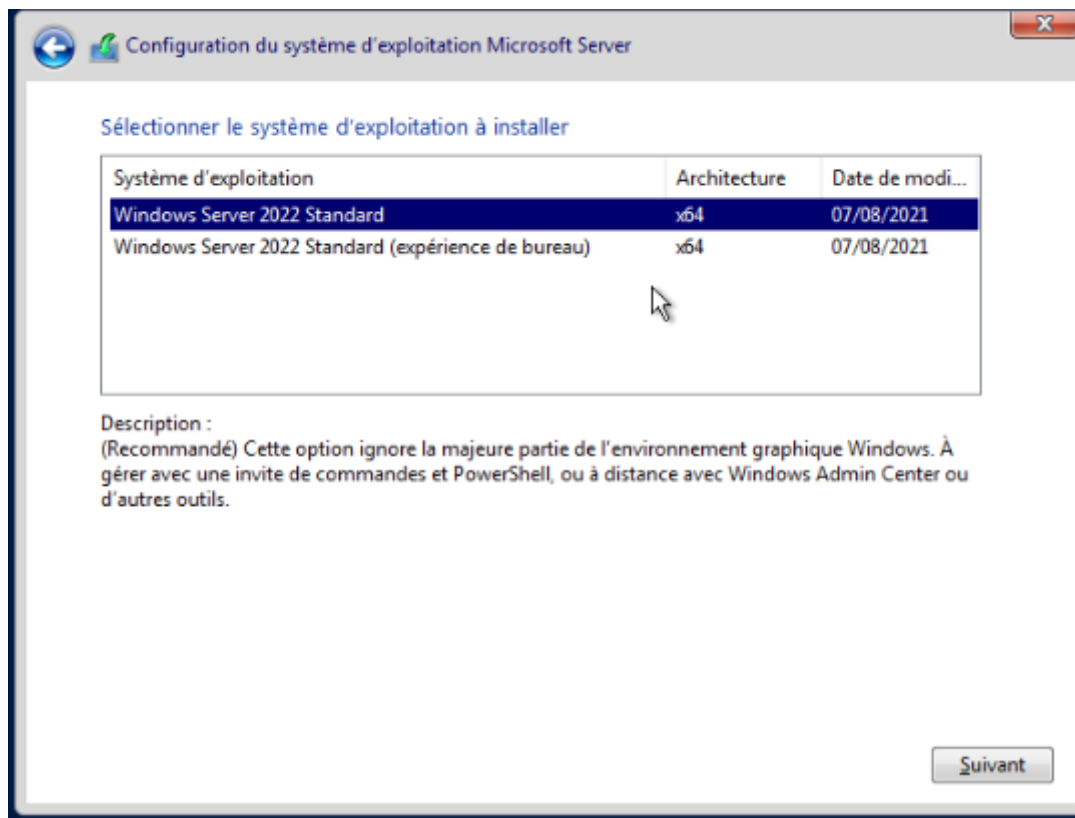 Configuration du système d'exploitation Microsoft Server
Sélectionner le système d'exploitation à installer
Système d'exploitation Architecture Date de modi...
Windows Server 2022 Standard x64 07/08/2021
Windows Server 2022 Standard (expérience de bureau) x64 07/08/2021
Description :
(Recommandé) Cette option ignore la majeure partie de l'environnement graphique Windows. À
gérer avec une invite de commandes et PowerShell, ou à distance avec Windows Admin Center ou
d'autres outils.
Suivant